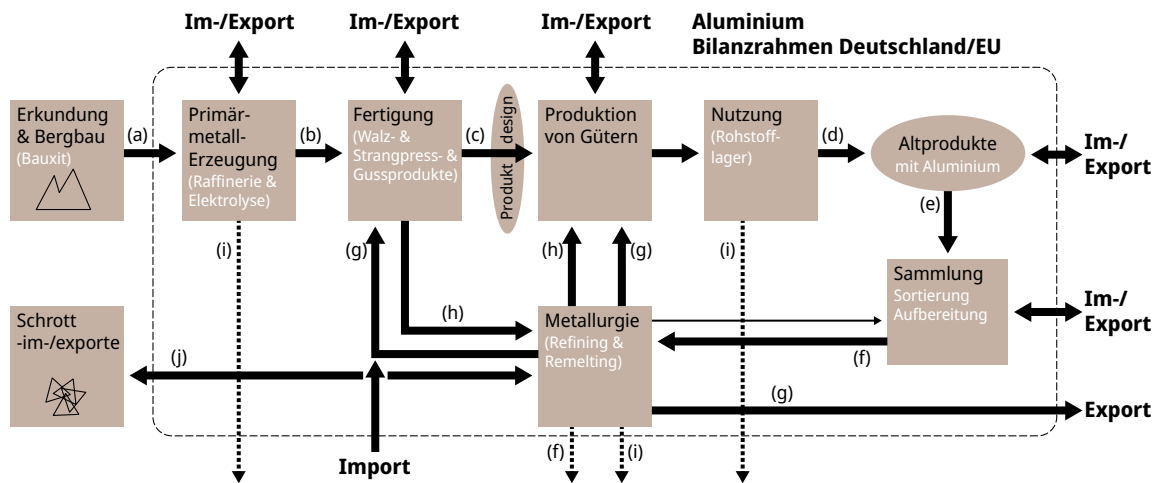 Im-/Export
Im-/Export
Im-/Export
Aluminium
Bilanzrahmen Deutschland/EU
Erkundung
& Bergbau
(Bauxit)
(a)
Primär-
metall-
Erzeugung
(Raffinerie &
Elektrolyse)
(b)
Fertigung
(Walz- &
Strangpress- &
Gussprodukte)
(c)
Produkt design
Produktion
von Gütern
Nutzung
(Rohstoff-
lager)
(d)
Altprodukte
mit Aluminium
Im-/
Export
(e)
(i)
(g)
(h)
(g)
(i)
Sammlung
Sortierung
Aufbereitung
Im-/
Export
Schrott
-im-/exporte
(j)
(h)
Metallurgie
(Refining &
Remelting)
(f)
(g)
Export
Import
(f)
(i)